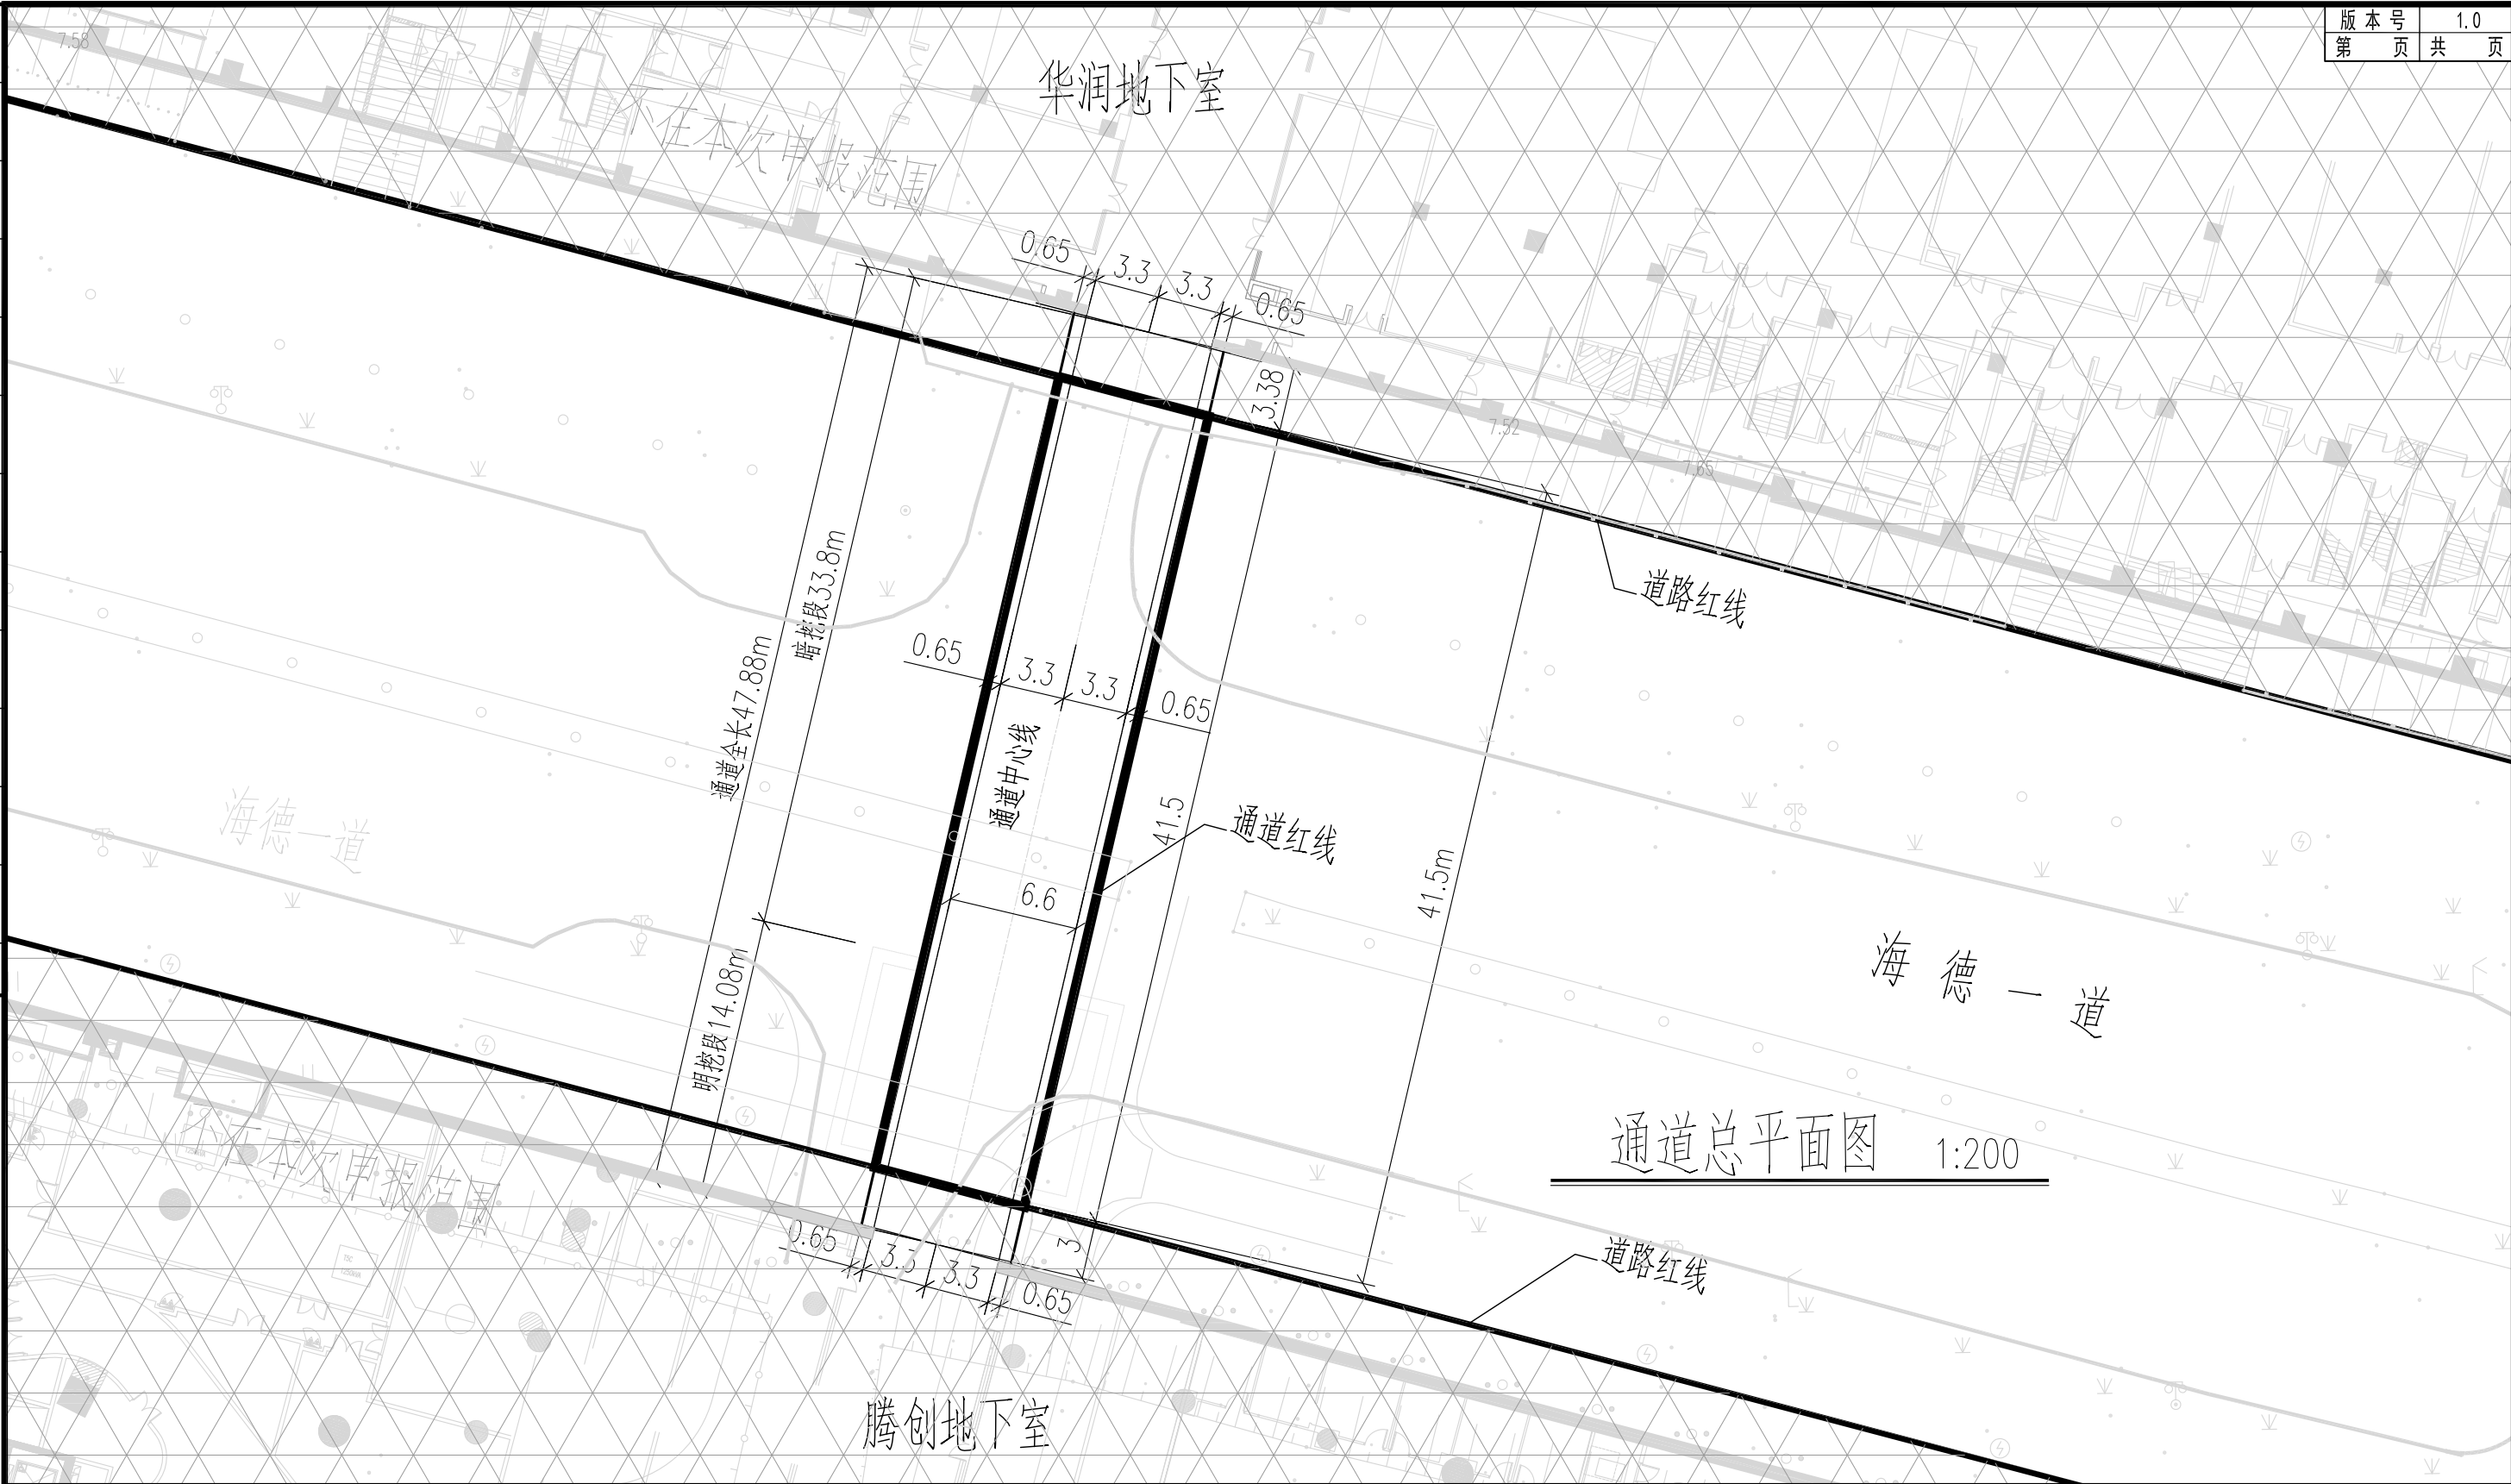 版本号 1.0
第 页 共 页
7.58
华润地下室
不在本次申报范围
0.65
3.3
3.3
0.65
3.38
7.52
7.65
道路红线
暗挖段33.8m
通道全长47.88m
0.65
3.3
3.3
0.65
通道中心线
41.5
通道红线
6.6
41.5m
海德一道
海德一道
明挖段14.08m
不在本次申报范围
通道总平面图 1:200
3
道路红线
0.65
3.3
3.3
0.65
腾创地下室